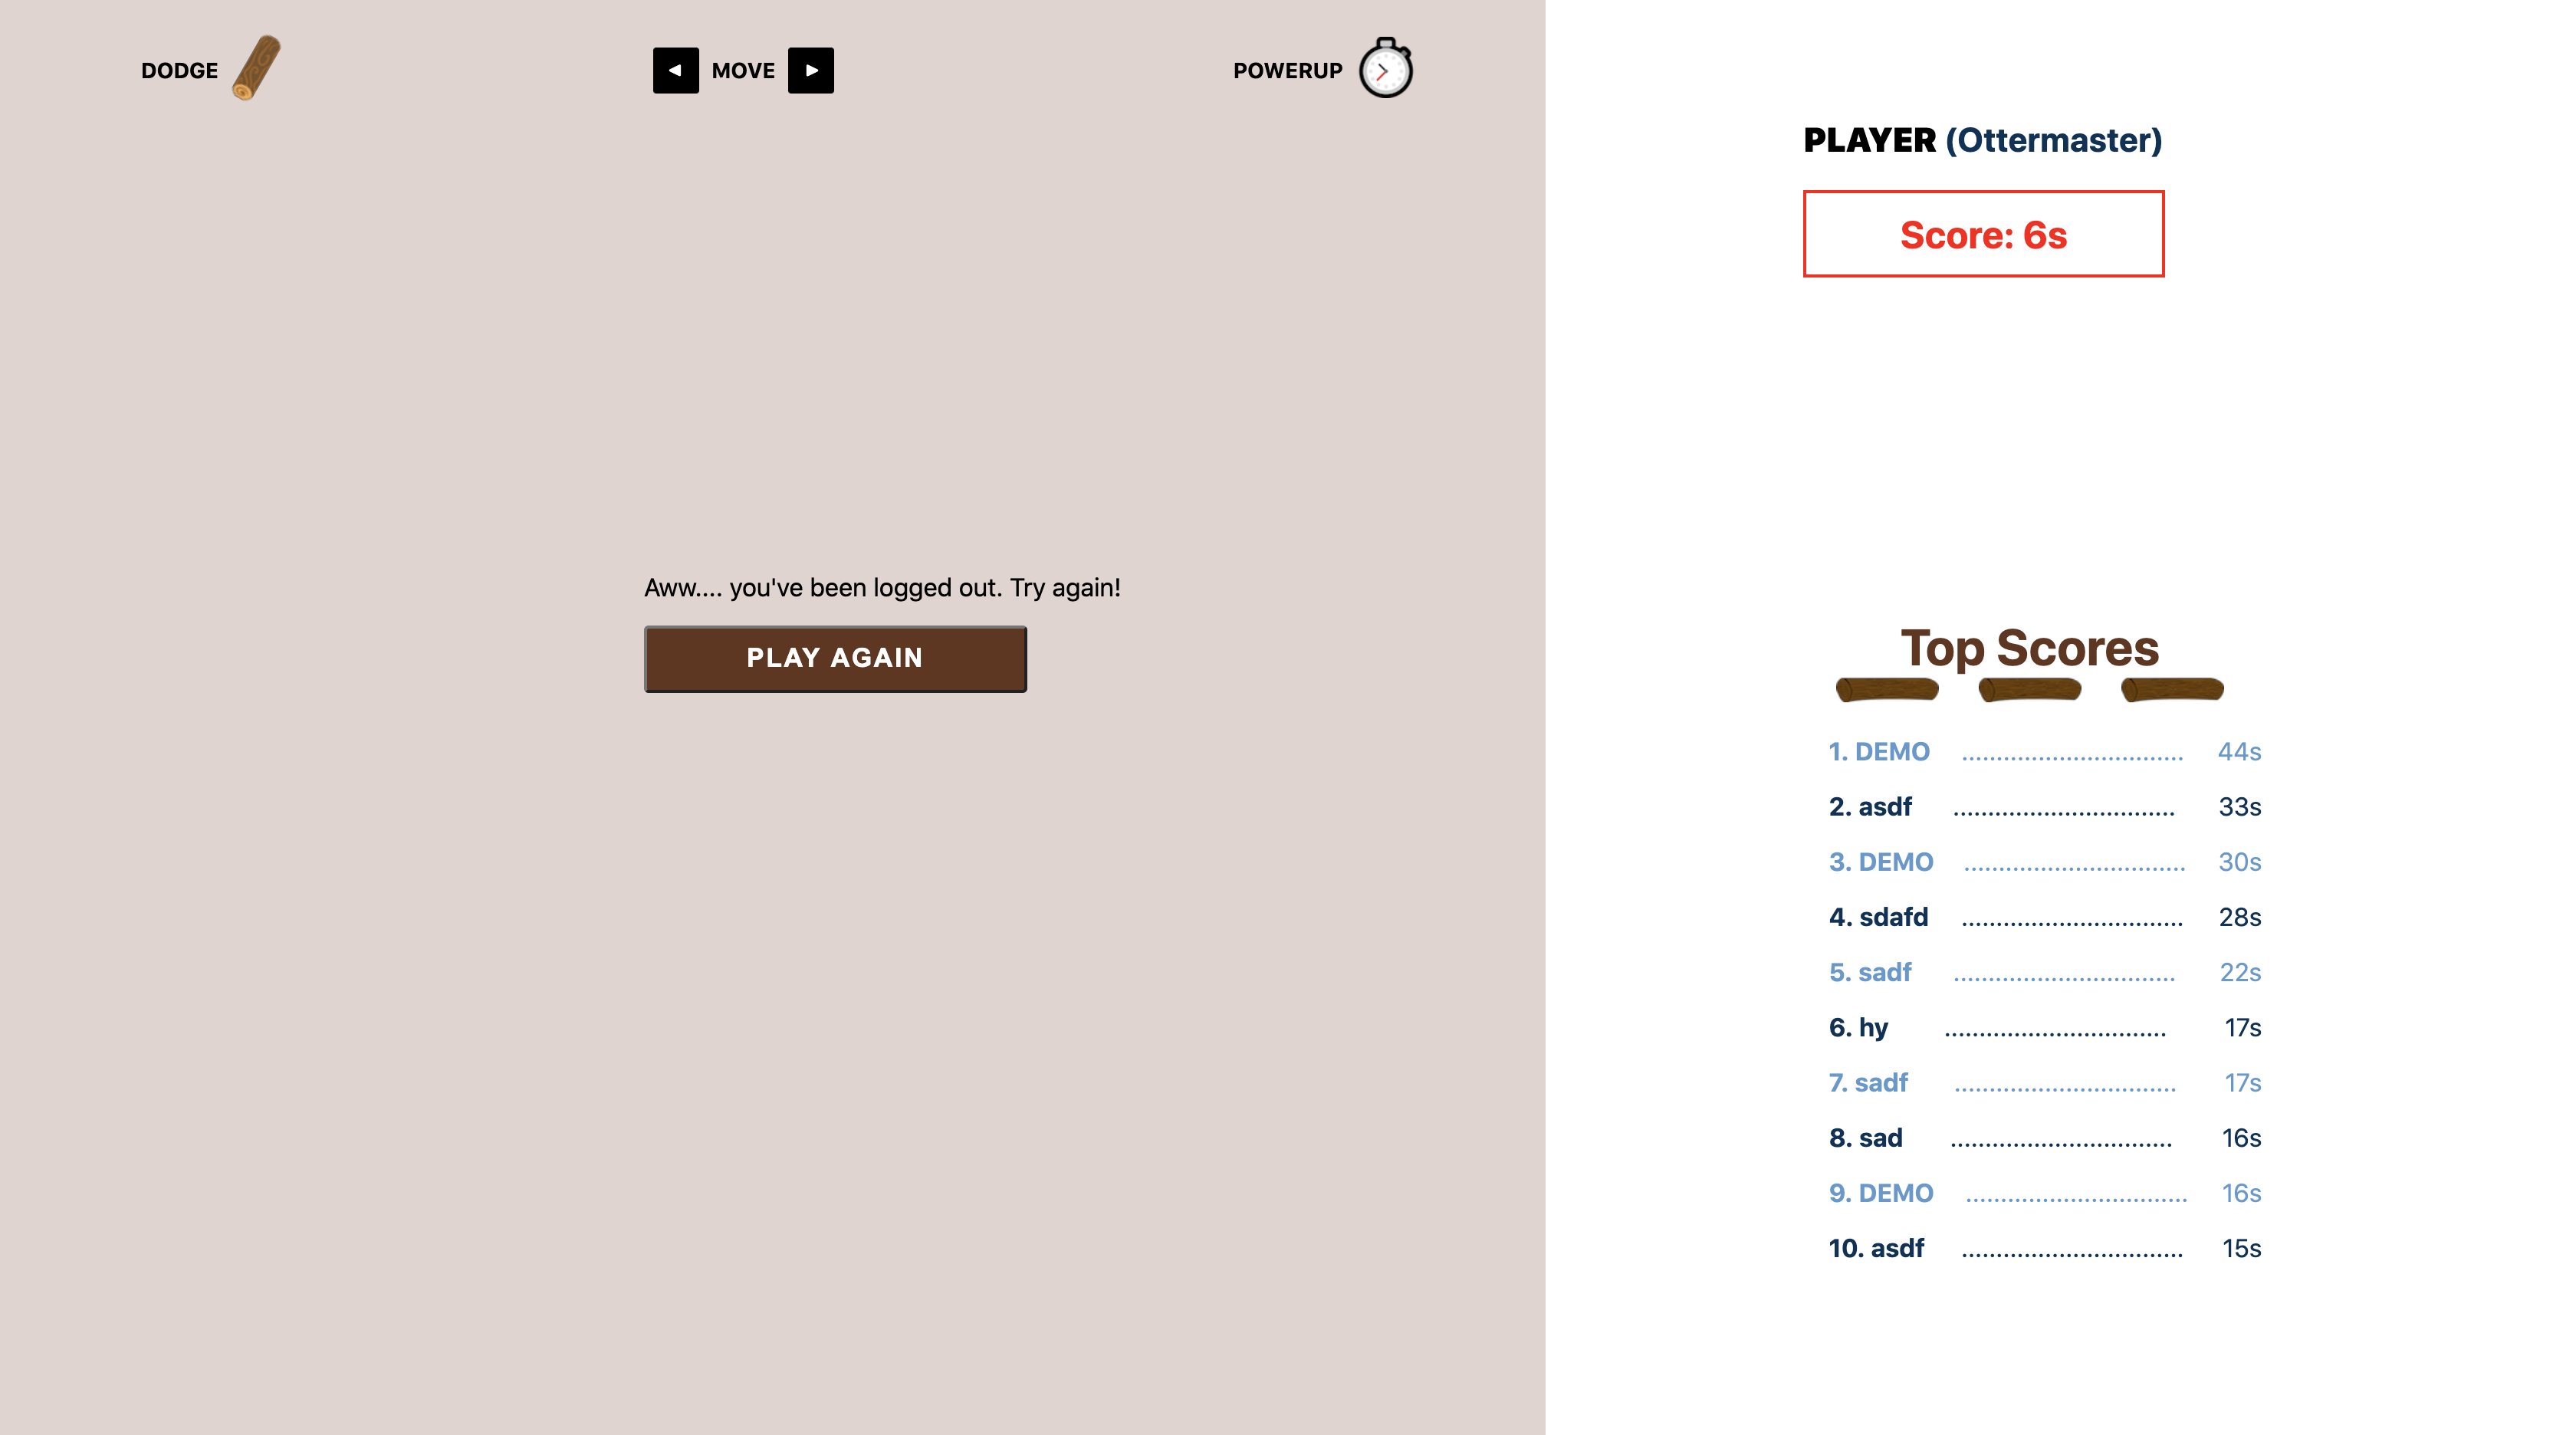 DODGE
◄ MOVE ►
POWERUP
Aww.... you've been logged out. Try again!
PLAY AGAIN
PLAYER (Ottermaster)
Score: 6s
Top Scores
1. DEMO ................................ 44s
2. asdf ................................ 33s
3. DEMO ................................ 30s
4. sdafd ................................ 28s
5. sadf ................................ 22s
6. hy ................................ 17s
7. sadf ................................ 17s
8. sad ................................ 16s
9. DEMO ................................ 16s
10. asdf ................................ 15s